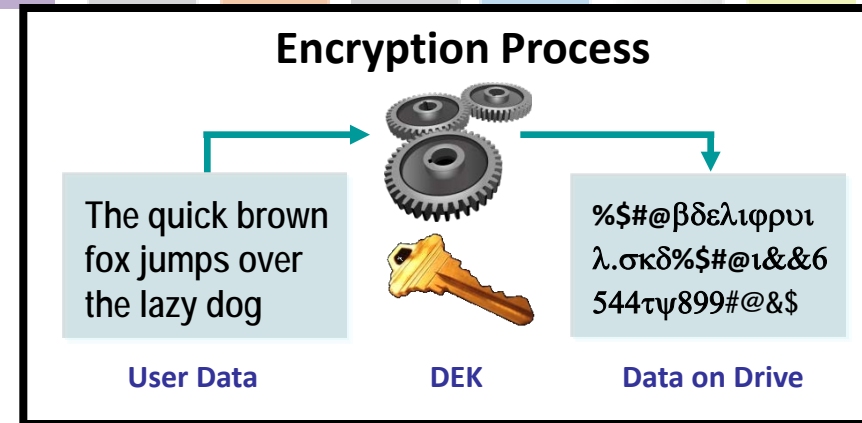 Encryption Process
The quick brown
fox jumps over
the lazy dog
%$#@βδελιφρυι
λ.σκδ%$#@ι&&6
544τψ899#@&$
User Data
DEK
Data on Drive